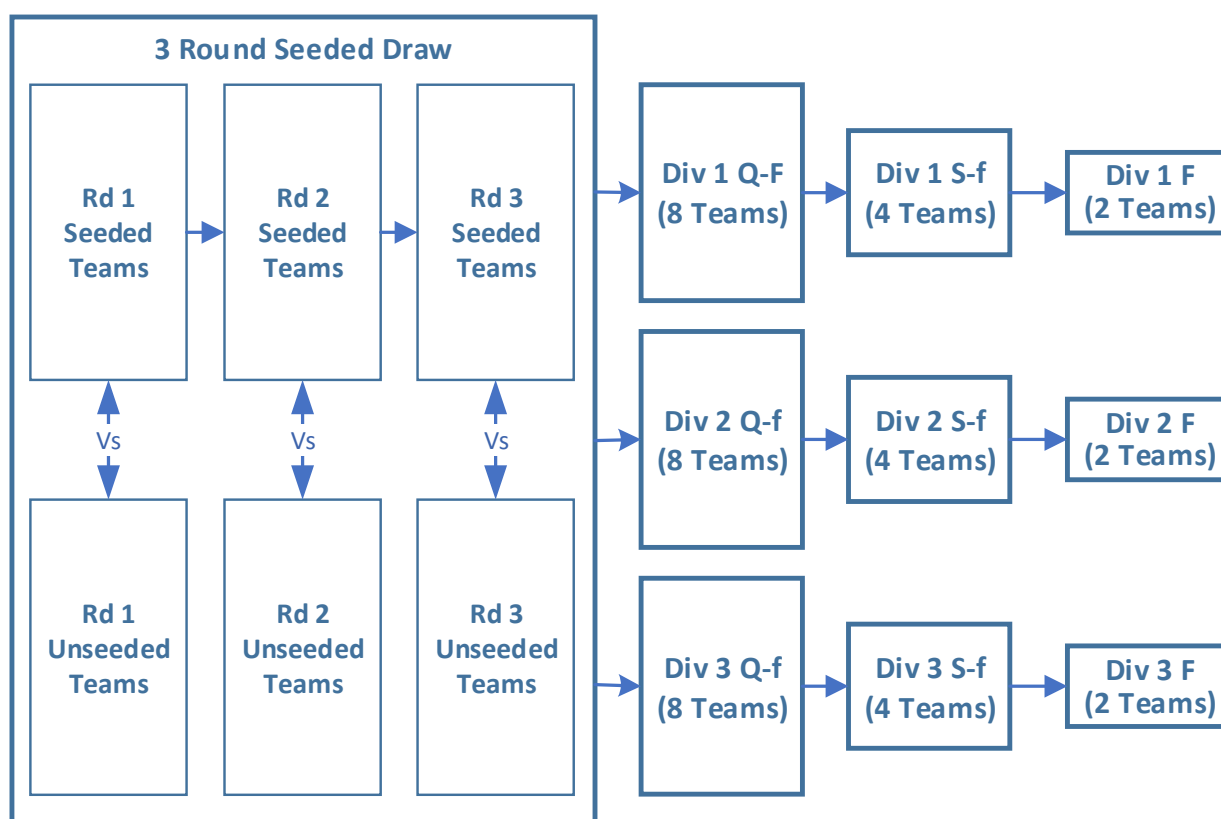 3 Round Seeded Draw
Rd 1
Seeded
Teams
Rd 2
Seeded
Teams
Rd 3
Seeded
Teams
Vs
Vs
Vs
Rd 1
Unseeded
Teams
Rd 2
Unseeded
Teams
Rd 3
Unseeded
Teams
Div 1 Q-F
(8 Teams)
Div 1 S-f
(4 Teams)
Div 1 F
(2 Teams)
Div 2 Q-f
(8 Teams)
Div 2 S-f
(4 Teams)
Div 2 F
(2 Teams)
Div 3 Q-f
(8 Teams)
Div 3 S-f
(4 Teams)
Div 3 F
(2 Teams)